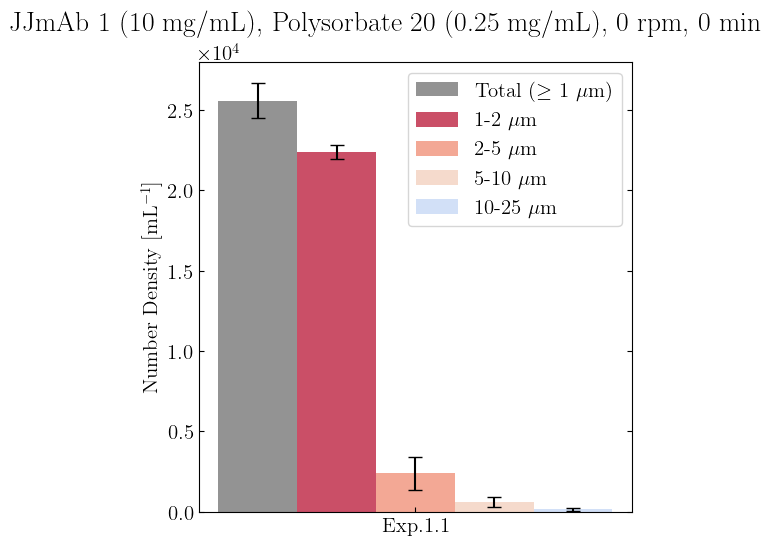 JJmAb 1 (10 mg/mL), Polysorbate 20 (0.25 mg/mL), 0 rpm, 0 min
×10⁴
Total (≥ 1 μm)
1-2 μm
2-5 μm
5-10 μm
10-25 μm
2.5
2.0
1.5
1.0
0.5
0.0
Number Density [mL⁻¹]
Exp.1.1